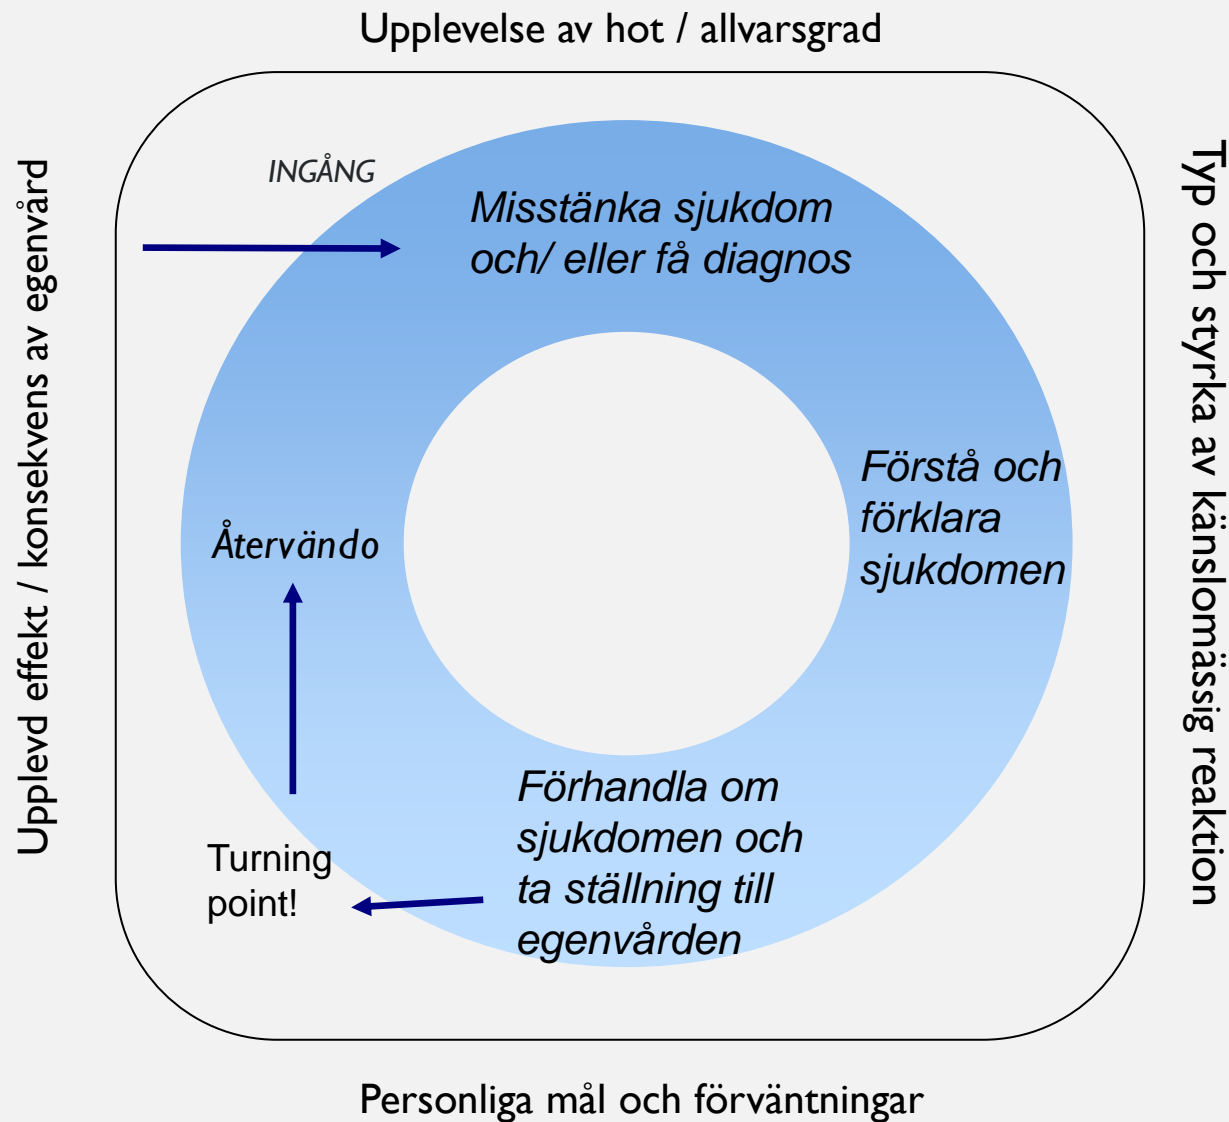 Upplevelse av hot / allvarsgrad
INGÅNG
Misstänka sjukdom
och/ eller få diagnos
Upplevd effekt / konsekvens av egenvård
Typ och styrka av känslomässig reaktion
Förstå och
förklara
sjukdomen
Återvändo
Förhandla om
sjukdomen och
ta ställning till
egenvården
Turning
point!
Personliga mål och förväntningar